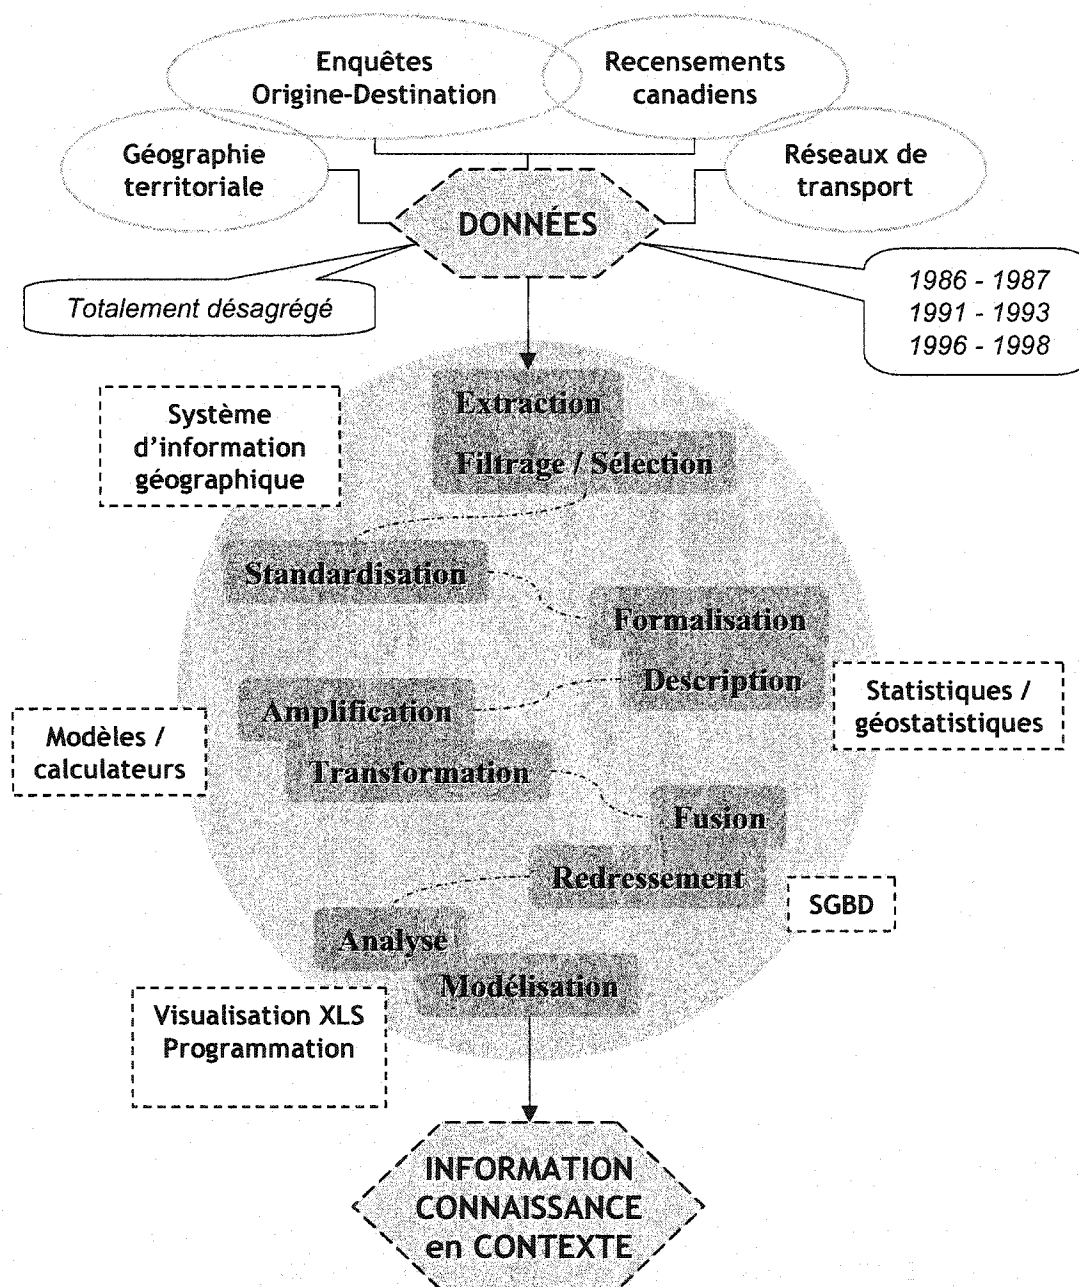 Enquêtes
Origine-Destination
Recensements
canadiens
Géographie
territoriale
Réseaux de
transport
DONNÉES
Totalement désagrégé
1986 - 1987
1991 - 1993
1996 - 1998
Système
d'information
géographique
Extraction
Filtrage / Sélection
Standardisation
Formalisation
Description
Statistiques /
géostatistiques
Amplification
Transformation
Modèles /
calculateurs
Fusion
Redressement
SGBD
Analyse
Modélisation
Visualisation XLS
Programmation
INFORMATION
CONNAISSANCE
en CONTEXTE